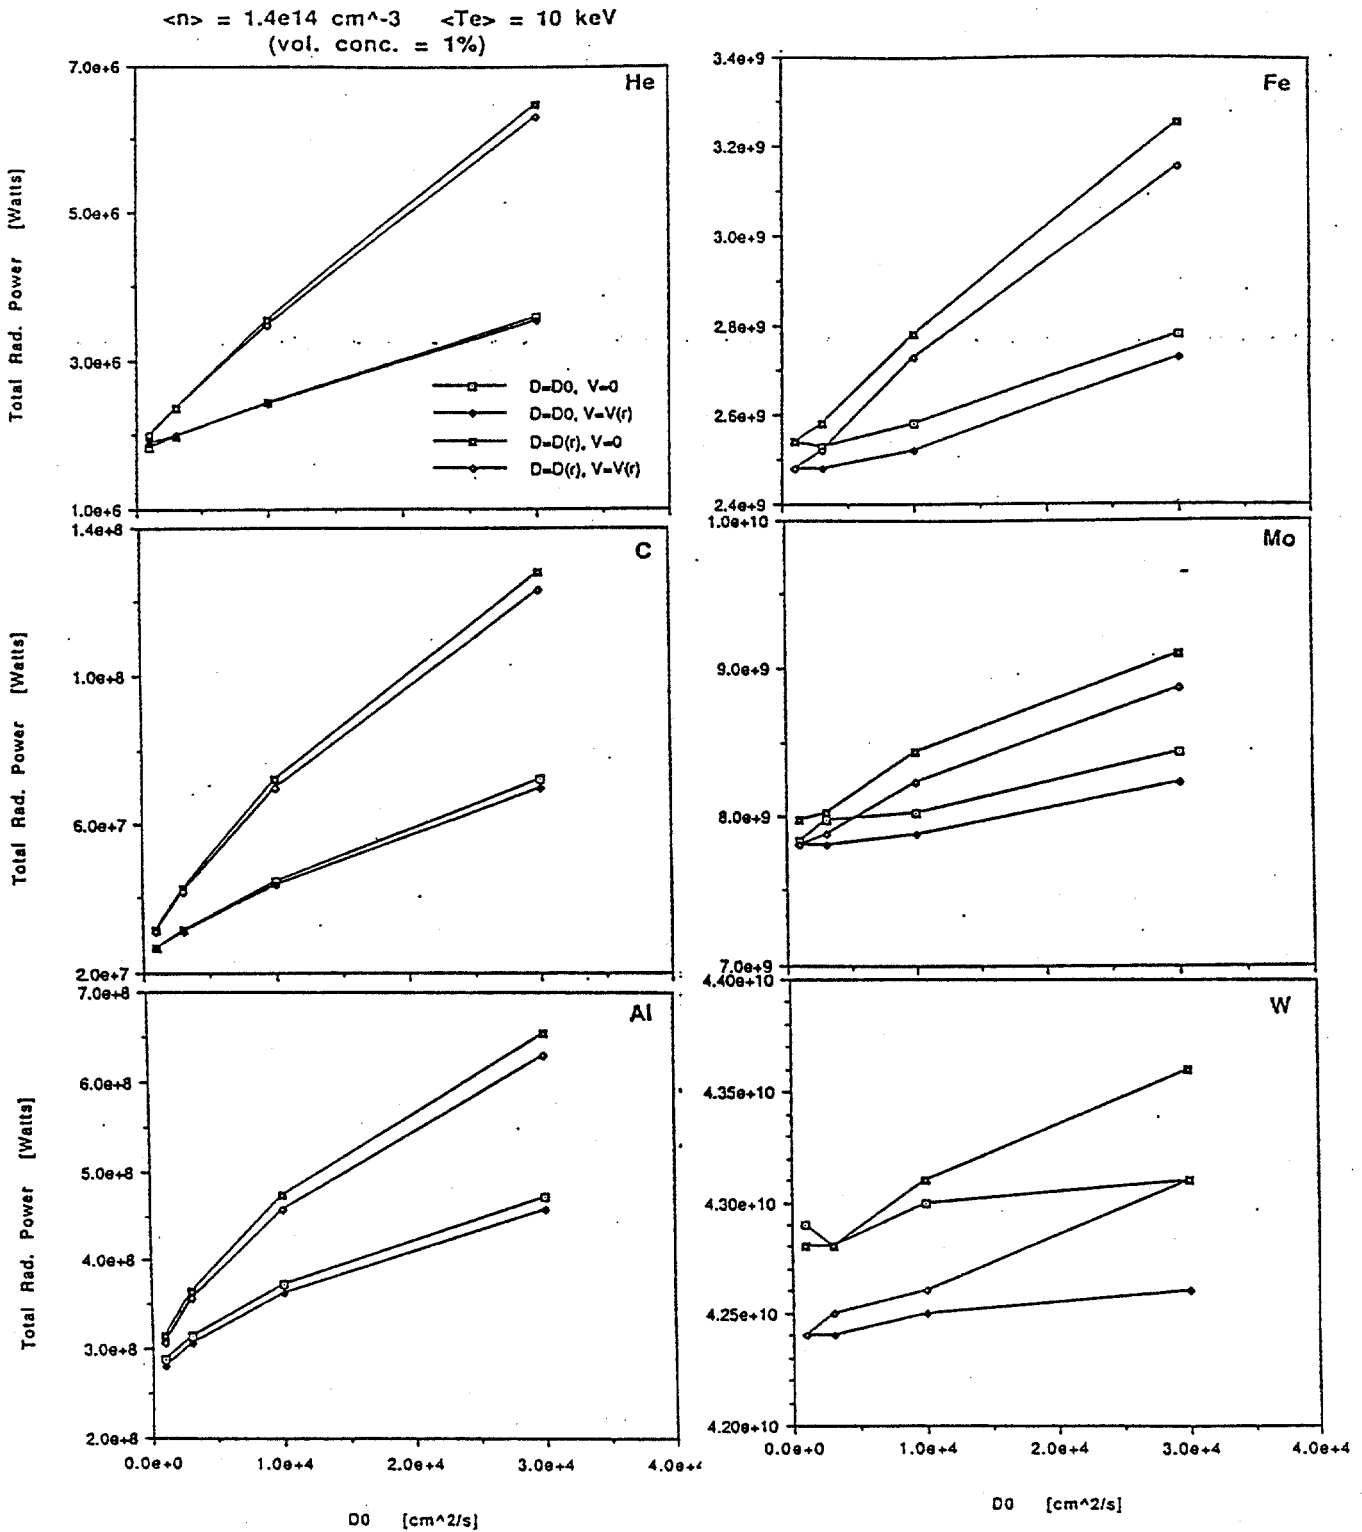 <n> = 1.4e14 cm^-3 <Te> = 10 keV
(vol. conc. = 1%)
Total Rad. Power [Watts]
7.0e+6
5.0e+6
3.0e+6
1.0e+6
He
D=D0, V=0
D=D0, V=V(r)
D=D(r), V=0
D=D(r), V=V(r)
3.4e+9
3.2e+9
3.0e+9
2.8e+9
2.6e+9
2.4e+9
Fe
Total Rad. Power [Watts]
1.4e+8
1.0e+8
6.0e+7
2.0e+7
C
1.0e+10
9.0e+9
8.0e+9
7.0e+9
Mo
Total Rad. Power [Watts]
7.0e+8
6.0e+8
5.0e+8
4.0e+8
3.0e+8
2.0e+8
Al
0.0e+0 1.0e+4 2.0e+4 3.0e+4 4.0e+4
D0 [cm^2/s]
4.40e+10
4.35e+10
4.30e+10
4.25e+10
4.20e+10
W
0.0e+0 1.0e+4 2.0e+4 3.0e+4 4.0e+4
D0 [cm^2/s]